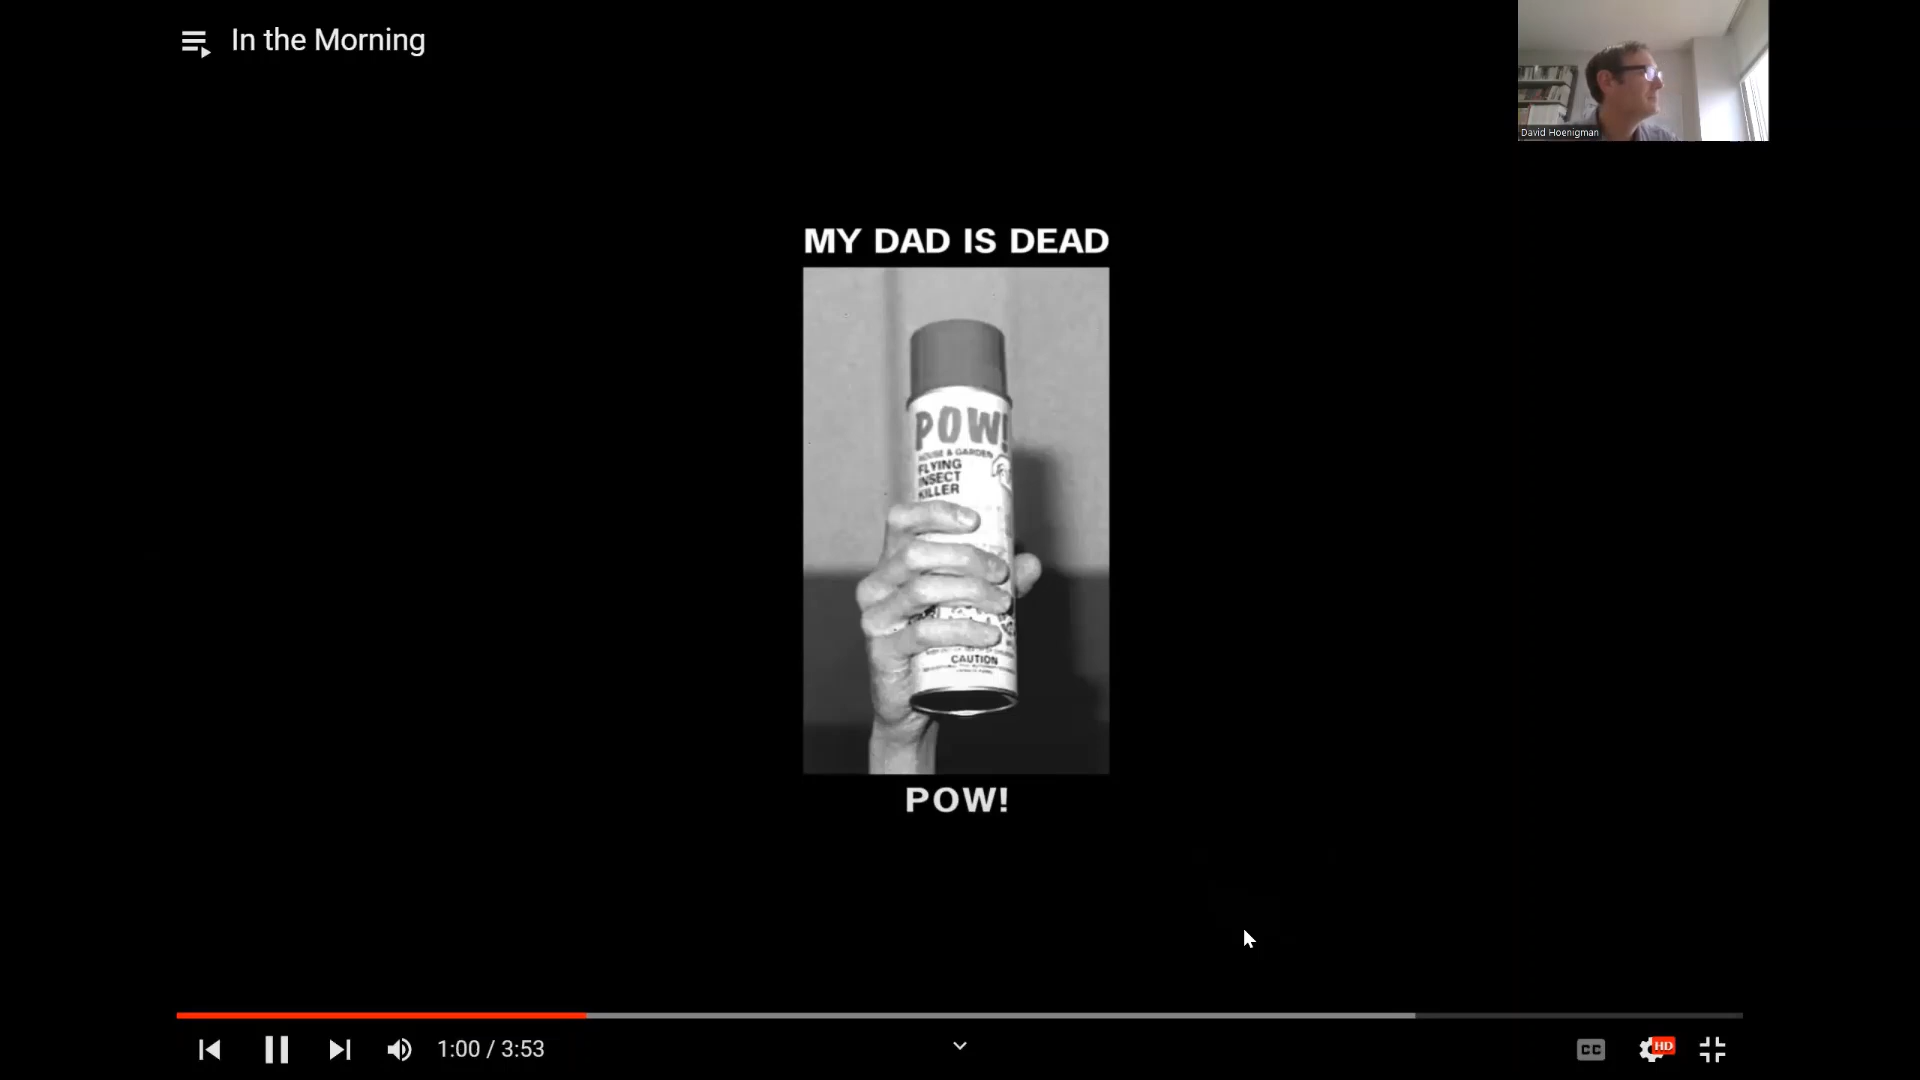 In the Morning
David Hoenigman
MY DAD IS DEAD
POW!
HOUSE & GARDEN
FLYING
INSECT
KILLER
CAUTION
POW!
1:00 / 3:53
CC
HD